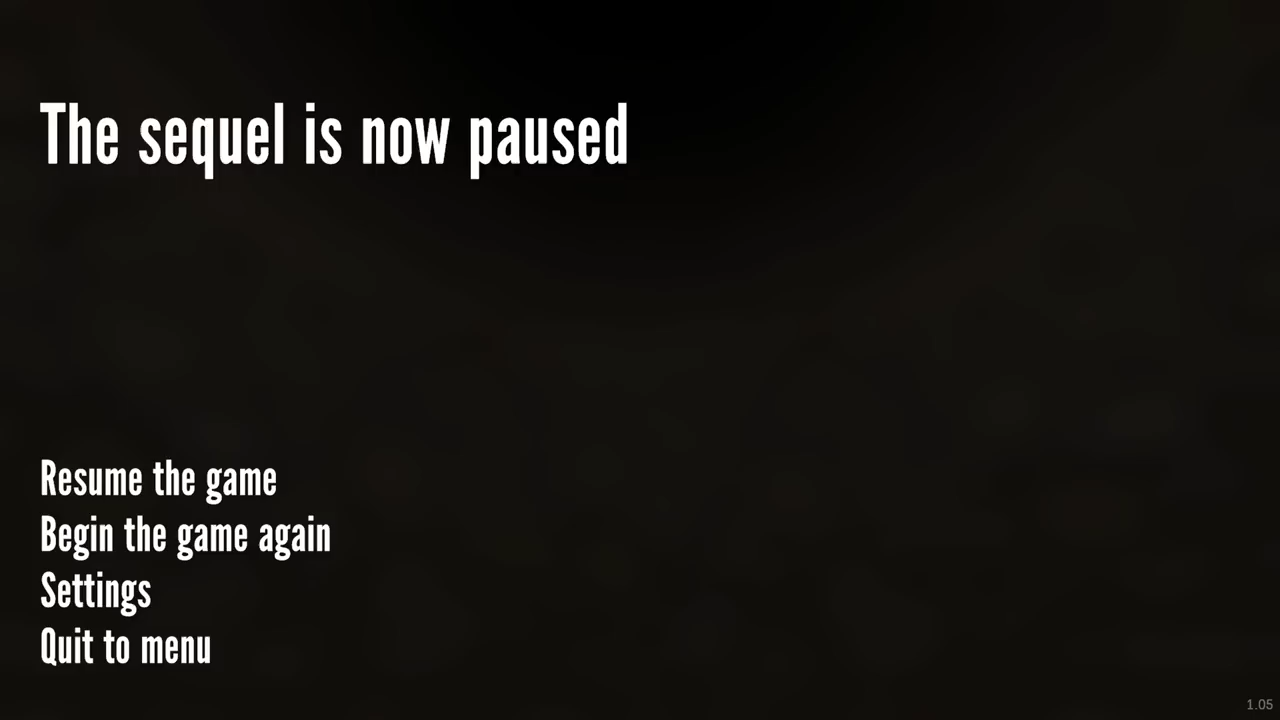 The sequel is now paused
Resume the game
Begin the game again
Settings
Quit to menu
1.05